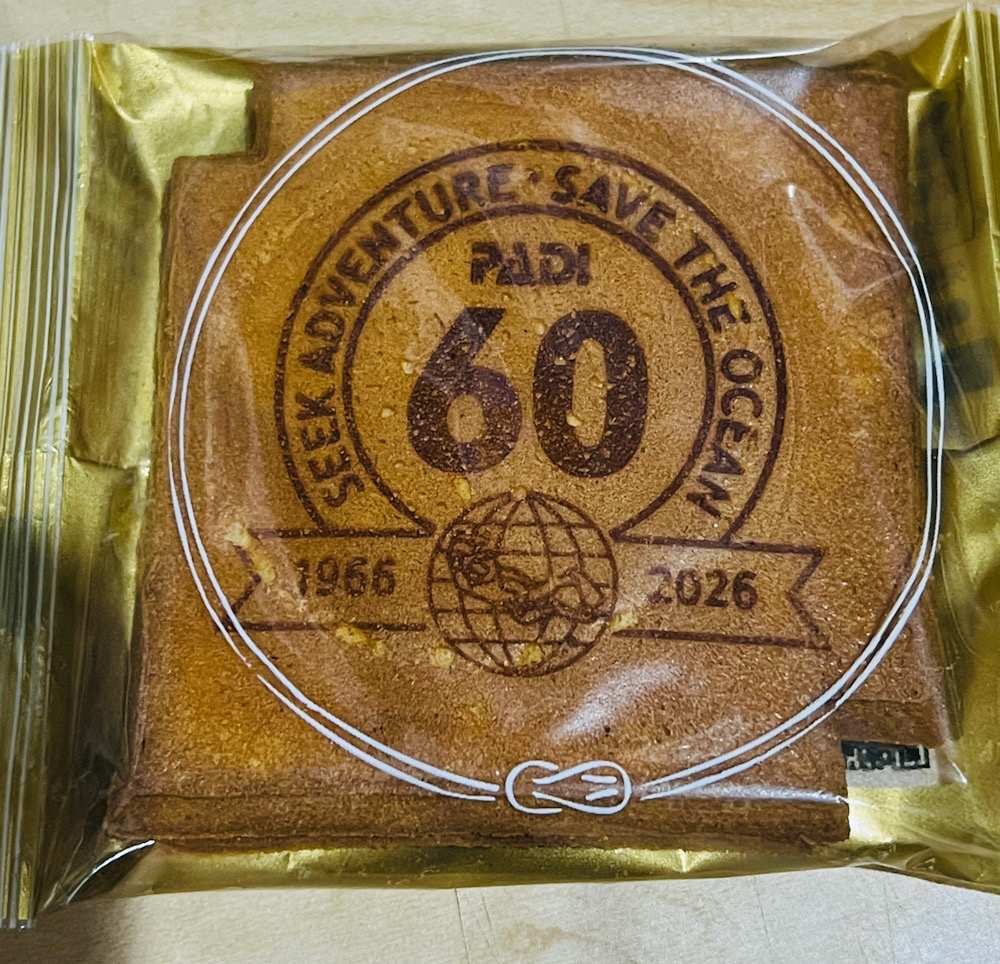 SEEK ADVENTURE · SAVE THE OCEAN
PADI
60
1966
2026